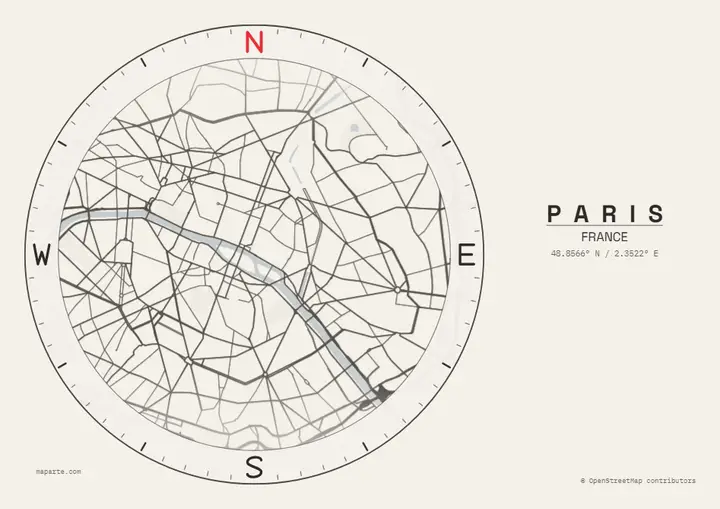 N
W
E
S
PARIS
FRANCE
48.8566° N / 2.3522° E
maparte.com
© OpenStreetMap contributors